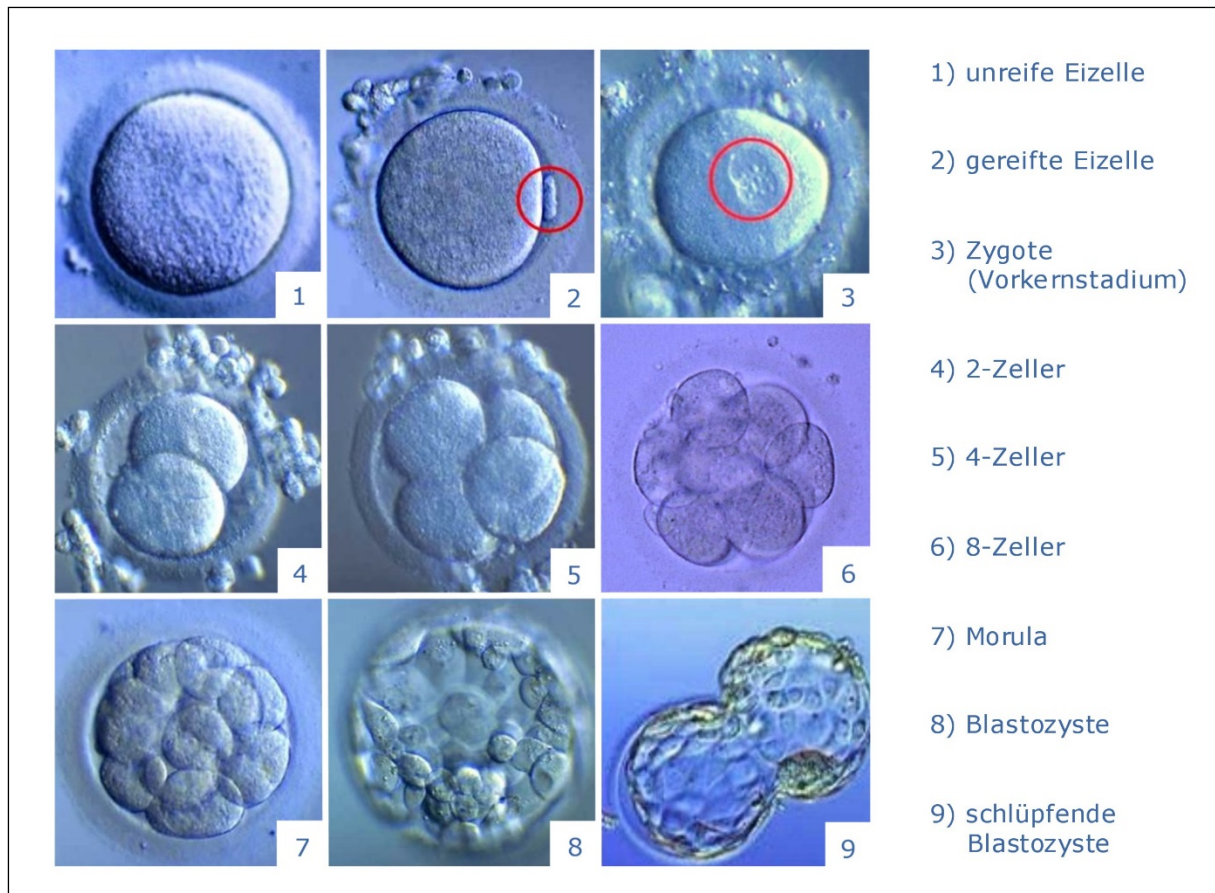 1
2
3
4
5
6
7
8
9
1) unreife Eizelle
2) gereifte Eizelle
3) Zygote
(Vorkernstadium)
4) 2-Zeller
5) 4-Zeller
6) 8-Zeller
7) Morula
8) Blastozyste
9) schlüpfende
Blastozyste